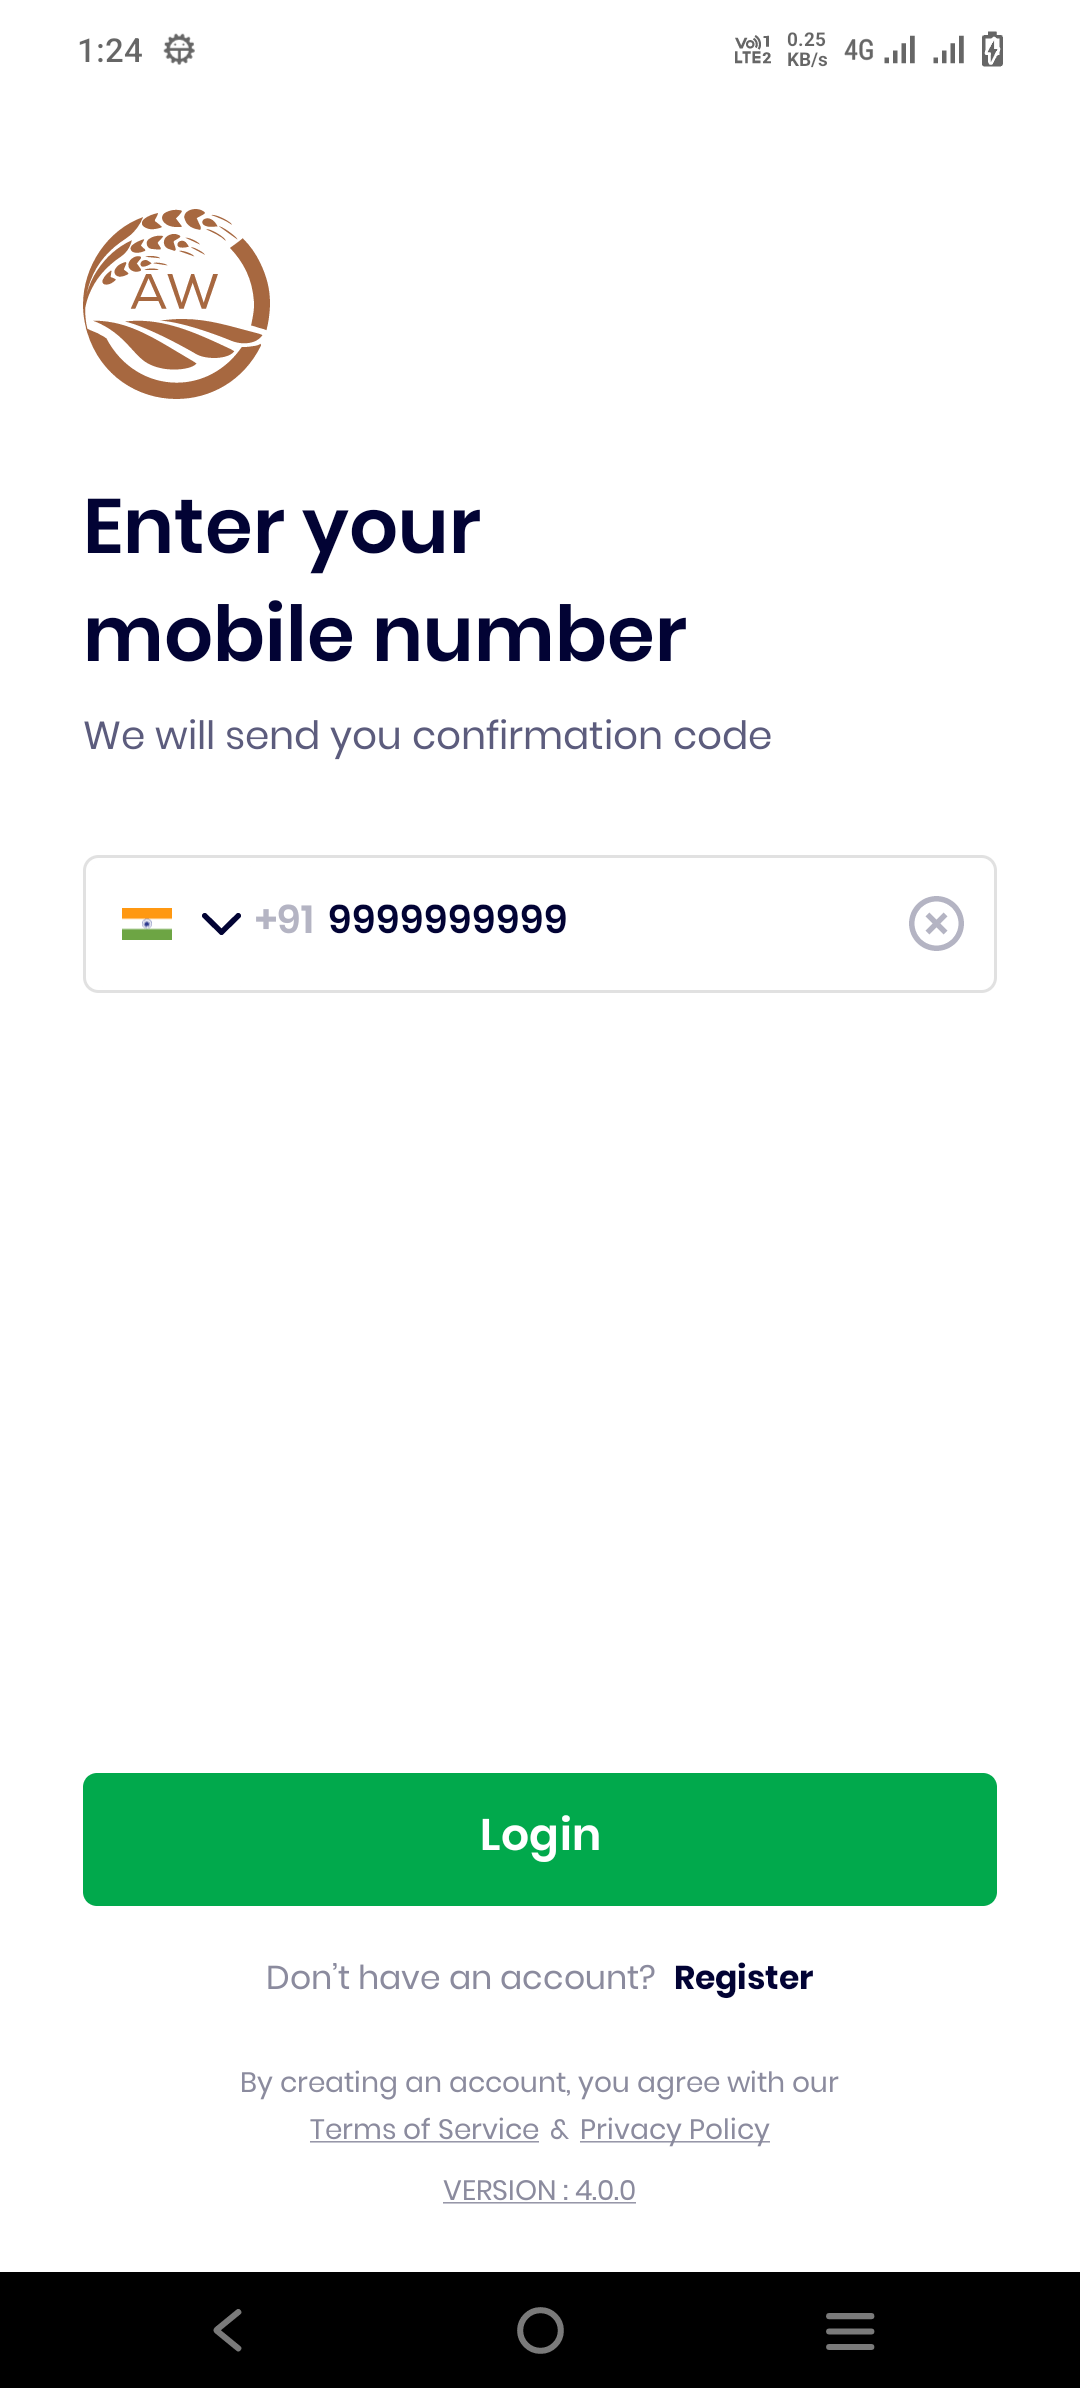 1:24
Vo))1 LTE2 0.25 KB/s 4G
AW
Enter your
mobile number
We will send you confirmation code
+91 9999999999
Login
Don't have an account? Register
By creating an account, you agree with our
Terms of Service & Privacy Policy
VERSION : 4.0.0